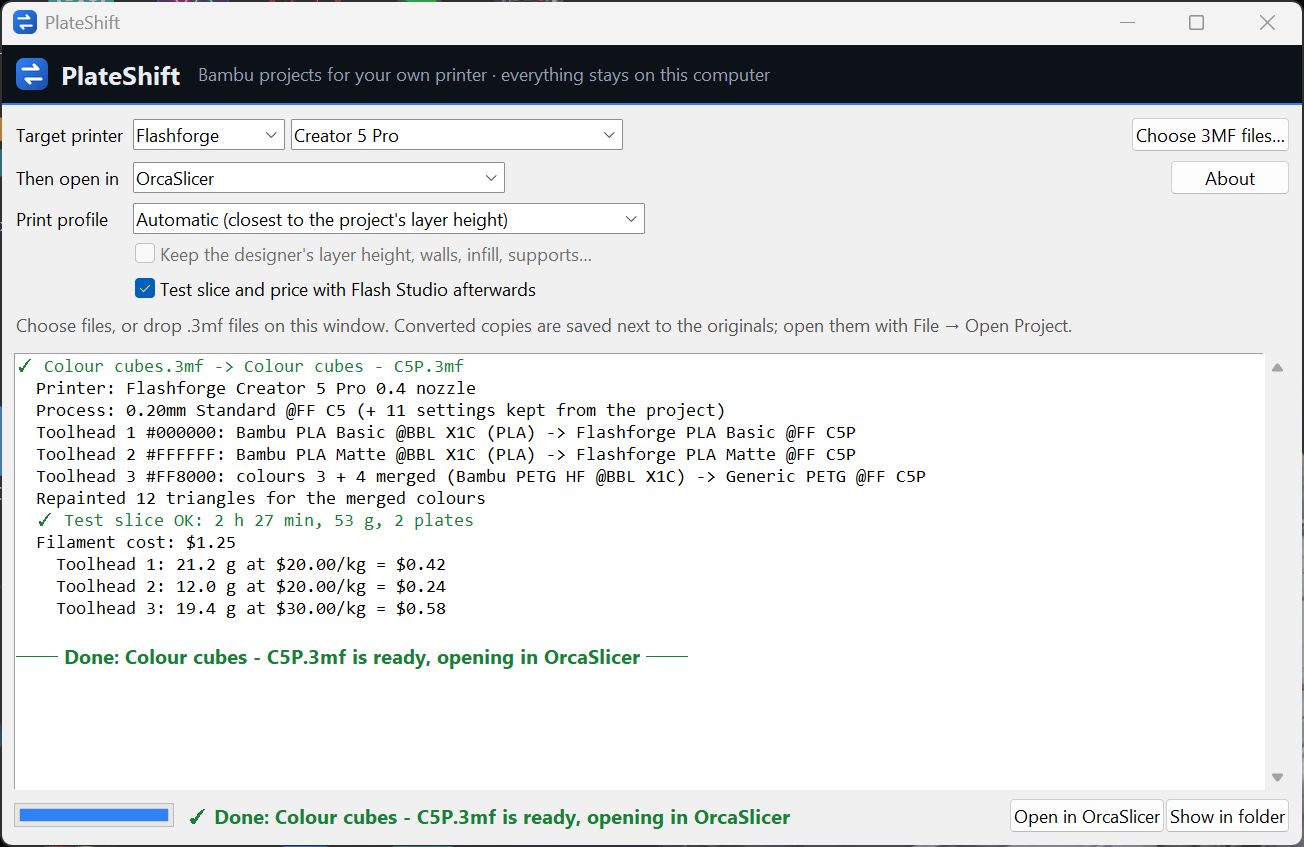 PlateShift
PlateShift Bambu projects for your own printer · everything stays on this computer
Target printer Flashforge Creator 5 Pro Choose 3MF files...
Then open in OrcaSlicer About
Print profile Automatic (closest to the project's layer height)
Keep the designer's layer height, walls, infill, supports...
Test slice and price with Flash Studio afterwards
Choose files, or drop .3mf files on this window. Converted copies are saved next to the originals; open them with File → Open Project.
✓ Colour cubes.3mf -> Colour cubes - C5P.3mf
Printer: Flashforge Creator 5 Pro 0.4 nozzle
Process: 0.20mm Standard @FF C5 (+ 11 settings kept from the project)
Toolhead 1 #000000: Bambu PLA Basic @BBL X1C (PLA) -> Flashforge PLA Basic @FF C5P
Toolhead 2 #FFFFFF: Bambu PLA Matte @BBL X1C (PLA) -> Flashforge PLA Matte @FF C5P
Toolhead 3 #FF8000: colours 3 + 4 merged (Bambu PETG HF @BBL X1C) -> Generic PETG @FF C5P
Repainted 12 triangles for the merged colours
✓ Test slice OK: 2 h 27 min, 53 g, 2 plates
Filament cost: $1.25
Toolhead 1: 21.2 g at $20.00/kg = $0.42
Toolhead 2: 12.0 g at $20.00/kg = $0.24
Toolhead 3: 19.4 g at $30.00/kg = $0.58
Done: Colour cubes - C5P.3mf is ready, opening in OrcaSlicer
✓ Done: Colour cubes - C5P.3mf is ready, opening in OrcaSlicer Open in OrcaSlicer Show in folder